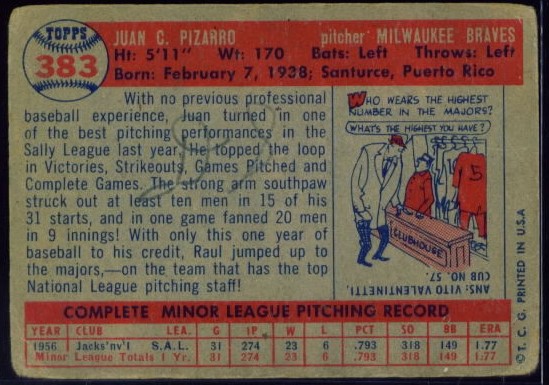 TOPPS
383
JUAN C. PIZARRO pitcher MILWAUKEE BRAVES
Ht: 5'11" Wt: 170 Bats: Left Throws: Left
Born: February 7, 1938; Santurce, Puerto Rico
With no previous professional
baseball experience, Juan turned in one
of the best pitching performances in the
Sally League last year. He topped the loop
in Victories, Strikeouts, Games Pitched and
Complete Games. The strong arm southpaw
struck out at least ten men in 15 of his
31 starts, and in one game fanned 20 men
in 9 innings! With only this one year of
baseball to his credit, Raul jumped up to
the majors,—on the team that has the top
National League pitching staff!
WHO WEARS THE HIGHEST
NUMBER IN THE MAJORS?
WHAT'S THE HIGHEST YOU HAVE?
5
CLUBHOUSE
ANS: VITO VALENTINETTI.
CUB NO. 57.
© T. C. G. PRINTED IN U.S.A
COMPLETE MINOR LEAGUE PITCHING RECORD
YEAR CLUB LEA. G IP W L PCT SO BB ERA
1956 Jacks'nv'l S.A.L. 31 274 23 6 .793 318 149 1.77
Minor League Totals 1 Yr. 31 274 23 6 .793 318 149 1.77